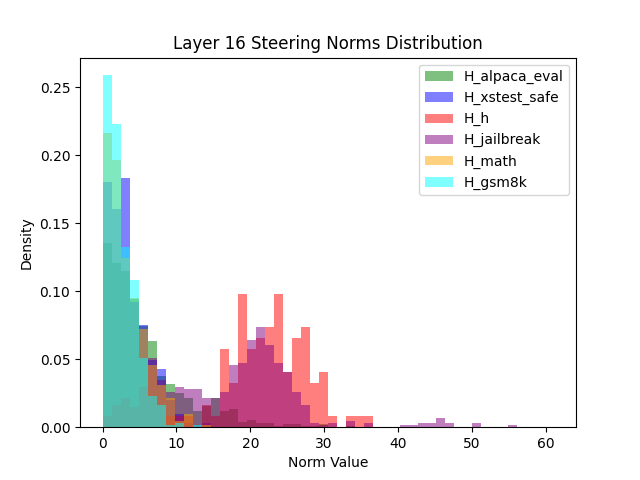 Layer 16 Steering Norms Distribution
H_alpaca_eval
H_xstest_safe
H_h
H_jailbreak
H_math
H_gsm8k
0.25
0.20
0.15
0.10
0.05
0.00
Density
0 10 20 30 40 50 60
Norm Value